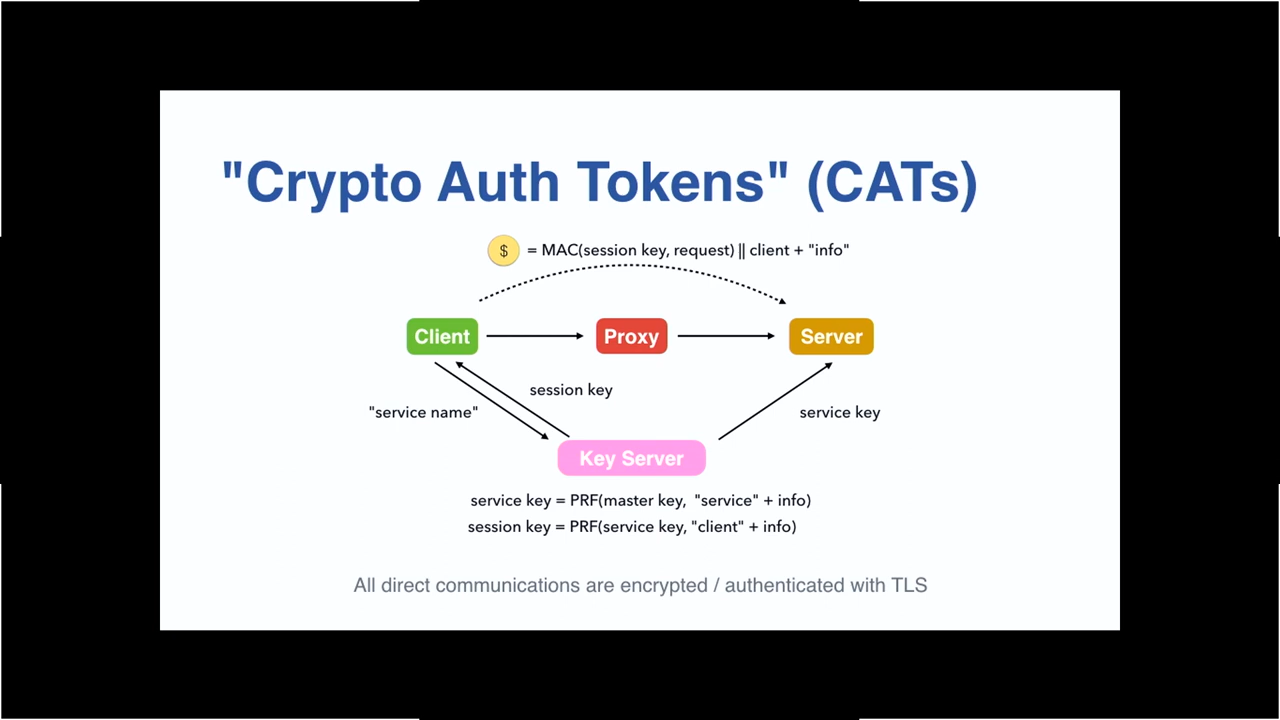 "Crypto Auth Tokens" (CATs)
$ = MAC(session key, request) || client + "info"
Client
Proxy
Server
session key
"service name"
service key
Key Server
service key = PRF(master key, "service" + info)
session key = PRF(service key, "client" + info)
All direct communications are encrypted / authenticated with TLS